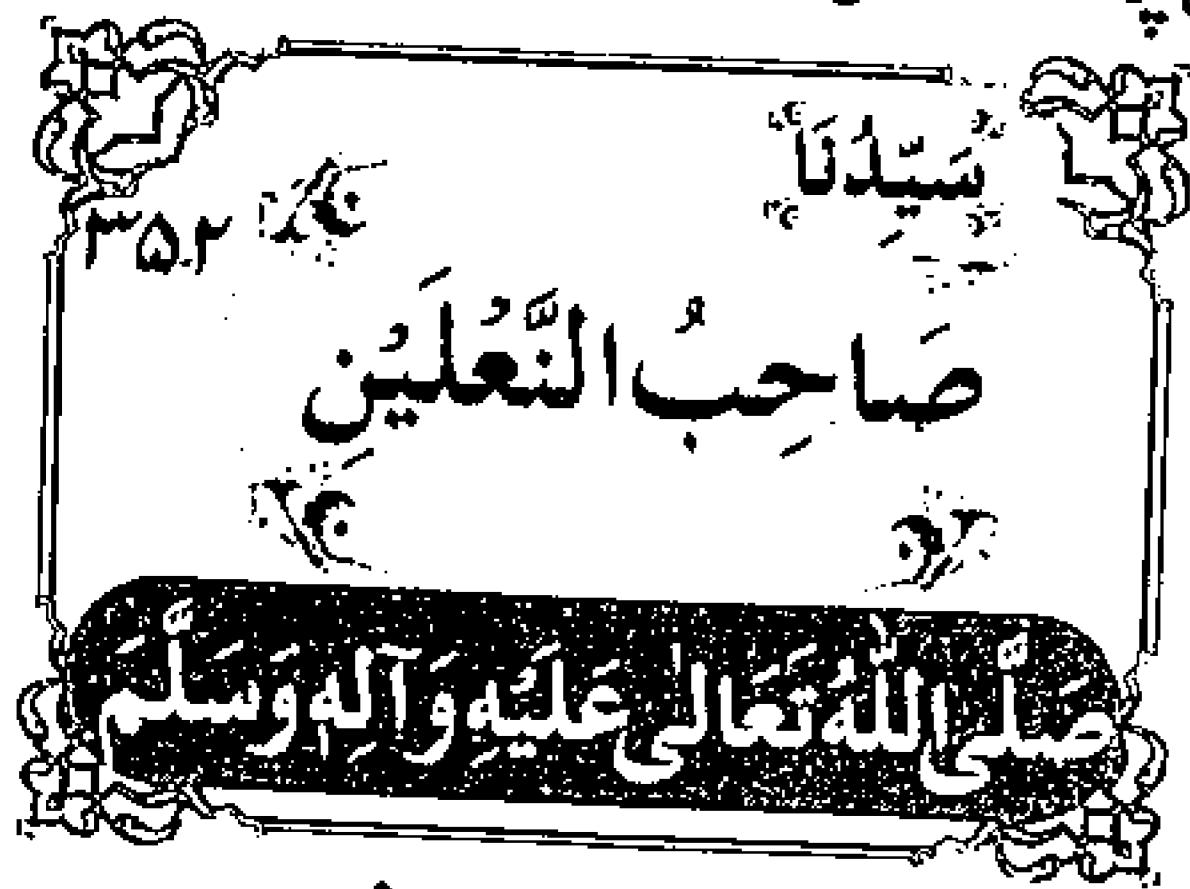 سَيِّدُنَا
۳۵۲
صَاحِبُ النَّعْلَيْنِ
صَلَّى اللّٰهُ تَعَالٰى عَلَيْهِ وَآلِهٖ وَسَلَّمَ